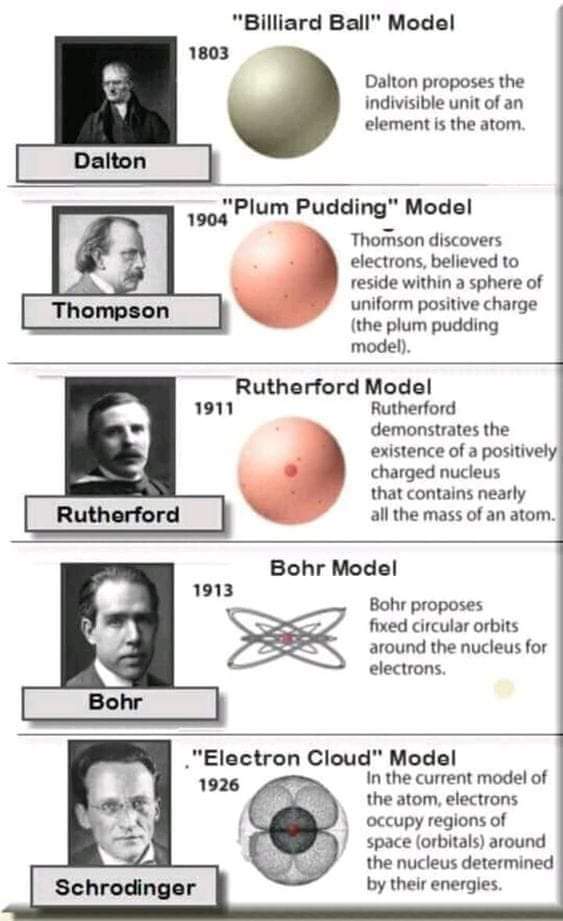 "Billiard Ball" Model
1803
Dalton proposes the
indivisible unit of an
element is the atom.
Dalton
"Plum Pudding" Model
1904
Thomson discovers
electrons, believed to
reside within a sphere of
uniform positive charge
(the plum pudding
model).
Thompson
Rutherford Model
1911
Rutherford
demonstrates the
existence of a positively
charged nucleus
that contains nearly
all the mass of an atom.
Rutherford
Bohr Model
1913
Bohr proposes
fixed circular orbits
around the nucleus for
electrons.
Bohr
"Electron Cloud" Model
1926
In the current model of
the atom, electrons
occupy regions of
space (orbitals) around
the nucleus determined
by their energies.
Schrodinger